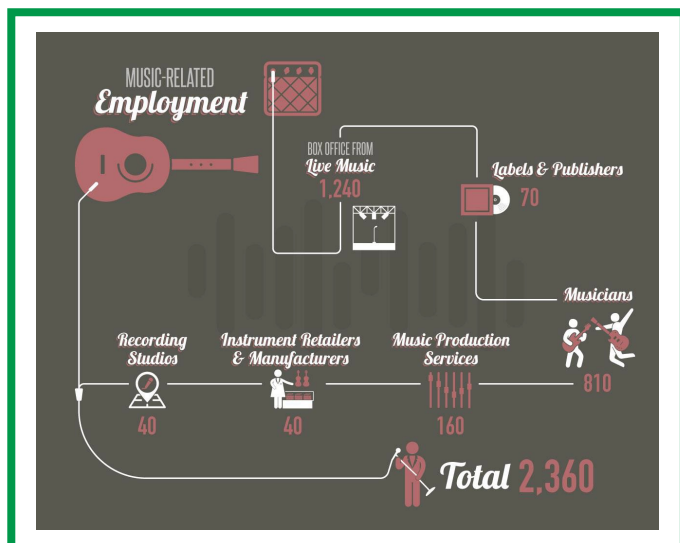 MUSIC-RELATED
Employment
BOX OFFICE FROM
Live Music
1,240
Labels & Publishers
70
Musicians
810
Recording
Studios
40
Instrument Retailers
& Manufacturers
40
Music Production
Services
160
Total 2,360